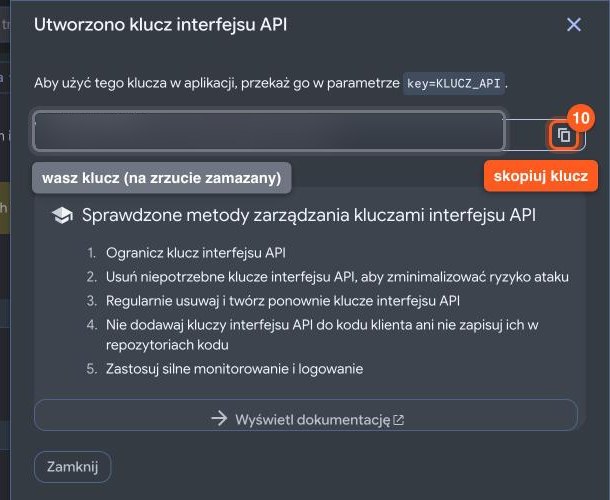 Utworzono klucz interfejsu API
Aby użyć tego klucza w aplikacji, przekaż go w parametrze key=KLUCZ_API.
10
wasz klucz (na zrzucie zamazany)
skopiuj klucz
Sprawdzone metody zarządzania kluczami interfejsu API
1. Ogranicz klucz interfejsu API
2. Usuń niepotrzebne klucze interfejsu API, aby zminimalizować ryzyko ataku
3. Regularnie usuwaj i twórz ponownie klucze interfejsu API
4. Nie dodawaj kluczy interfejsu API do kodu klienta ani nie zapisuj ich w
repozytoriach kodu
5. Zastosuj silne monitorowanie i logowanie
Wyświetl dokumentację
Zamknij